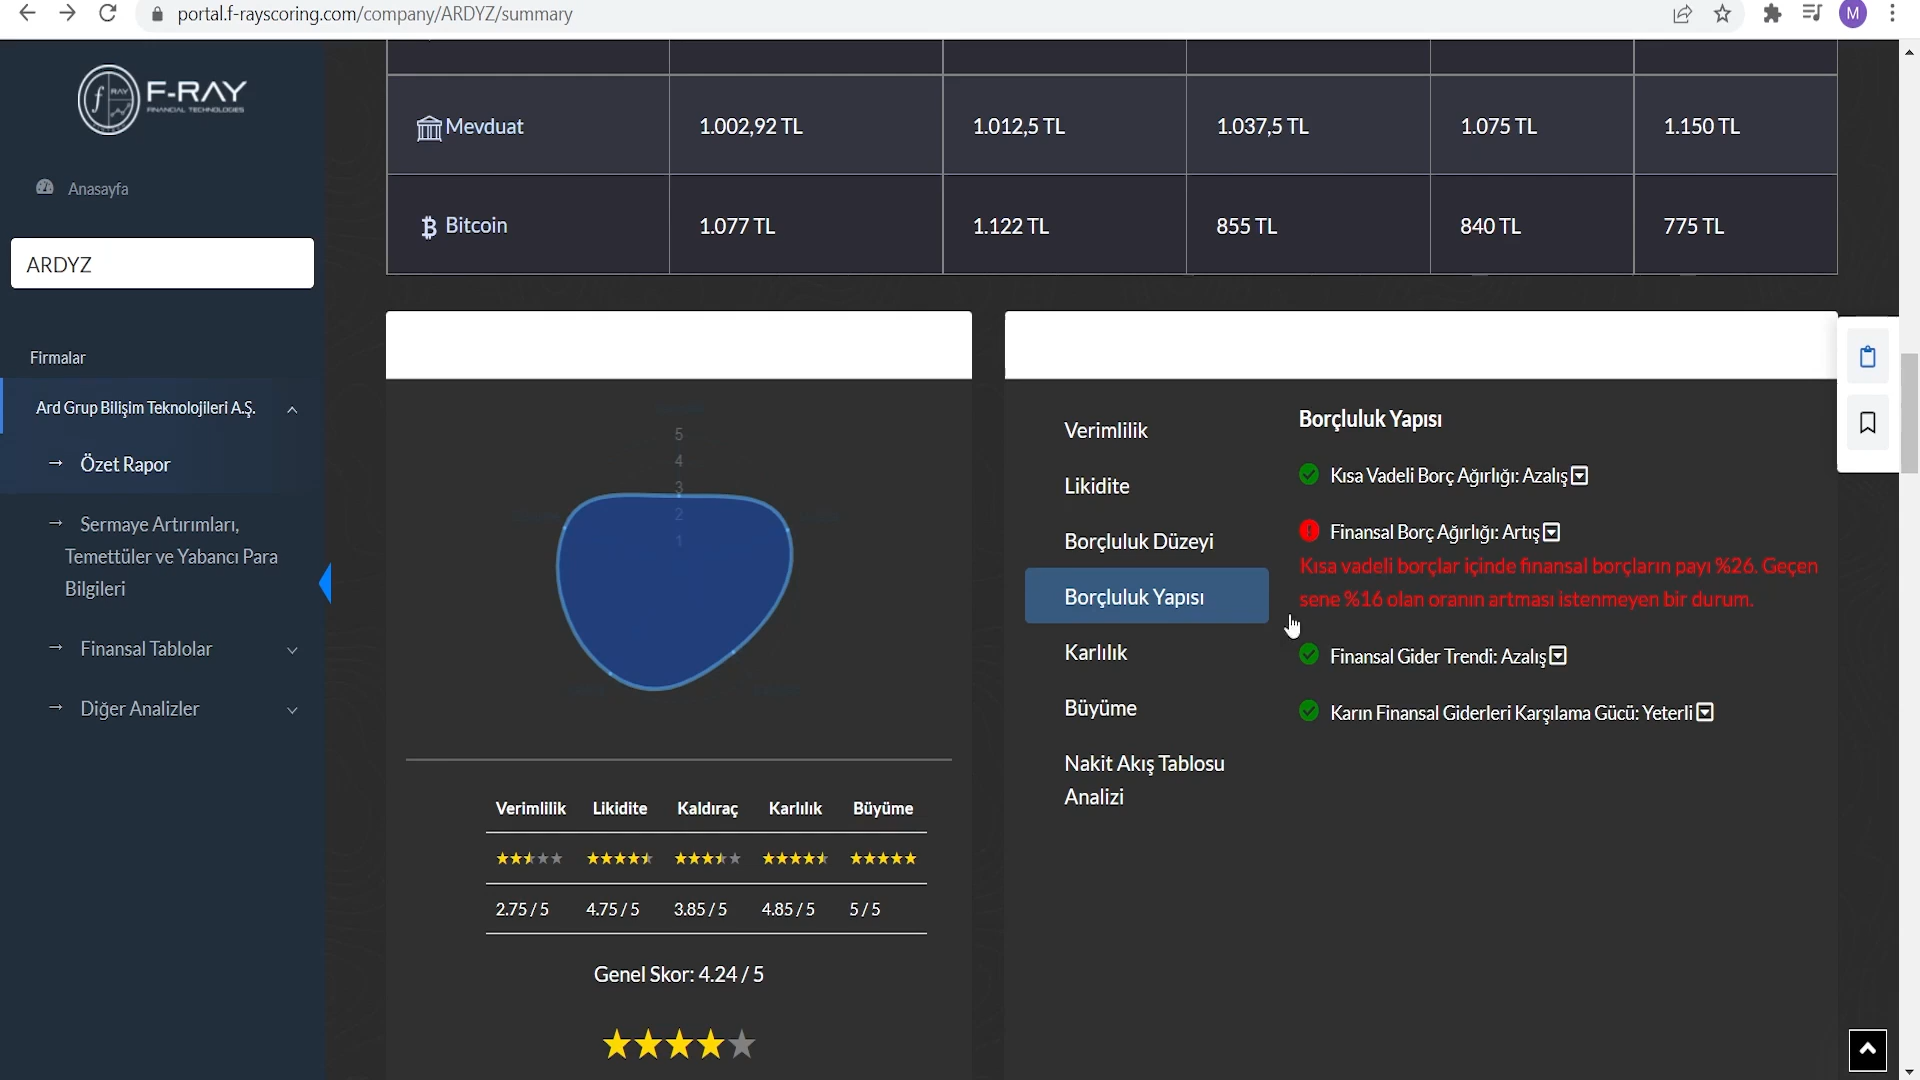 portal.f-rayscoring.com/company/ARDYZ/summary
M
f RAY
F-RAY
FINANCIAL TECHNOLOGIES
Anasayfa
ARDYZ
Firmalar
Ard Grup Bilişim Teknolojileri A.Ş.
Özet Rapor
Sermaye Artırımları,
Temettüler ve Yabancı Para
Bilgileri
Finansal Tablolar
Diğer Analizler
Mevduat 1.002,92 TL 1.012,5 TL 1.037,5 TL 1.075 TL 1.150 TL
Bitcoin 1.077 TL 1.122 TL 855 TL 840 TL 775 TL
5
4
3
2
1
Verimlilik Likidite Kaldıraç Karlılık Büyüme
2.75 / 5 4.75 / 5 3.85 / 5 4.85 / 5 5 / 5
Genel Skor: 4.24 / 5
Verimlilik
Likidite
Borçluluk Düzeyi
Borçluluk Yapısı
Karlılık
Büyüme
Nakit Akış Tablosu
Analizi
Borçluluk Yapısı
Kısa Vadeli Borç Ağırlığı: Azalış
Finansal Borç Ağırlığı: Artış
Kısa vadeli borçlar içinde finansal borçların payı %26. Geçen
sene %16 olan oranın artması istenmeyen bir durum.
Finansal Gider Trendi: Azalış
Karın Finansal Giderleri Karşılama Gücü: Yeterli